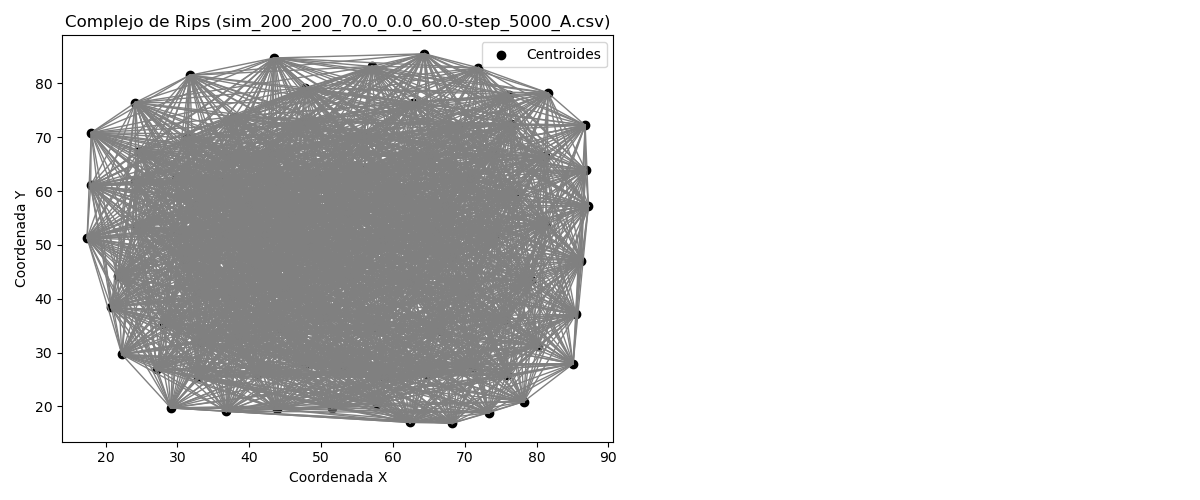 Complejo de Rips (sim_200_200_70.0_0.0_60.0-step_5000_A.csv)
Centroides
Coordenada Y
80
70
60
50
40
30
20
20 30 40 50 60 70 80 90
Coordenada X